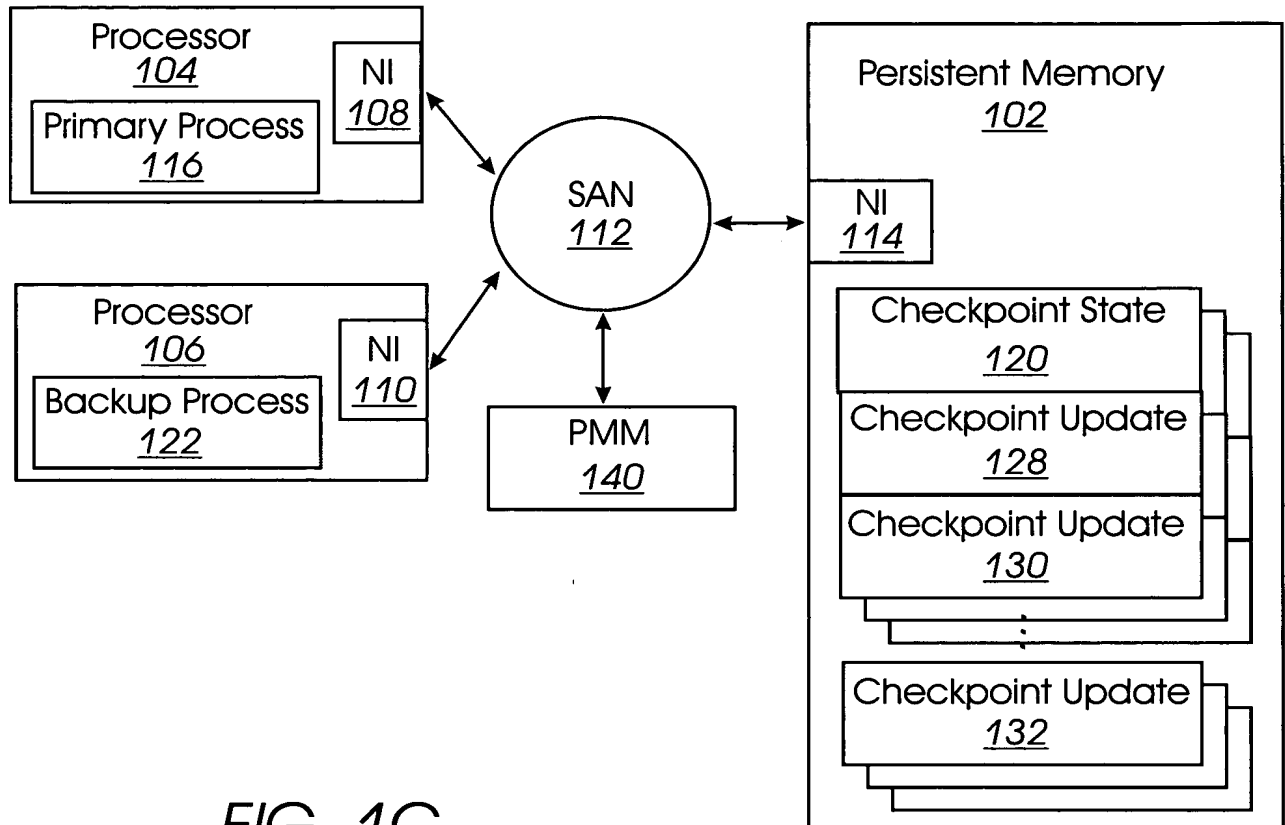 Processor
104
NI
108
Primary Process
116
Processor
106
NI
110
Backup Process
122
SAN
112
PMM
140
Persistent Memory
102
NI
114
Checkpoint State
120
Checkpoint Update
128
Checkpoint Update
130
Checkpoint Update
132